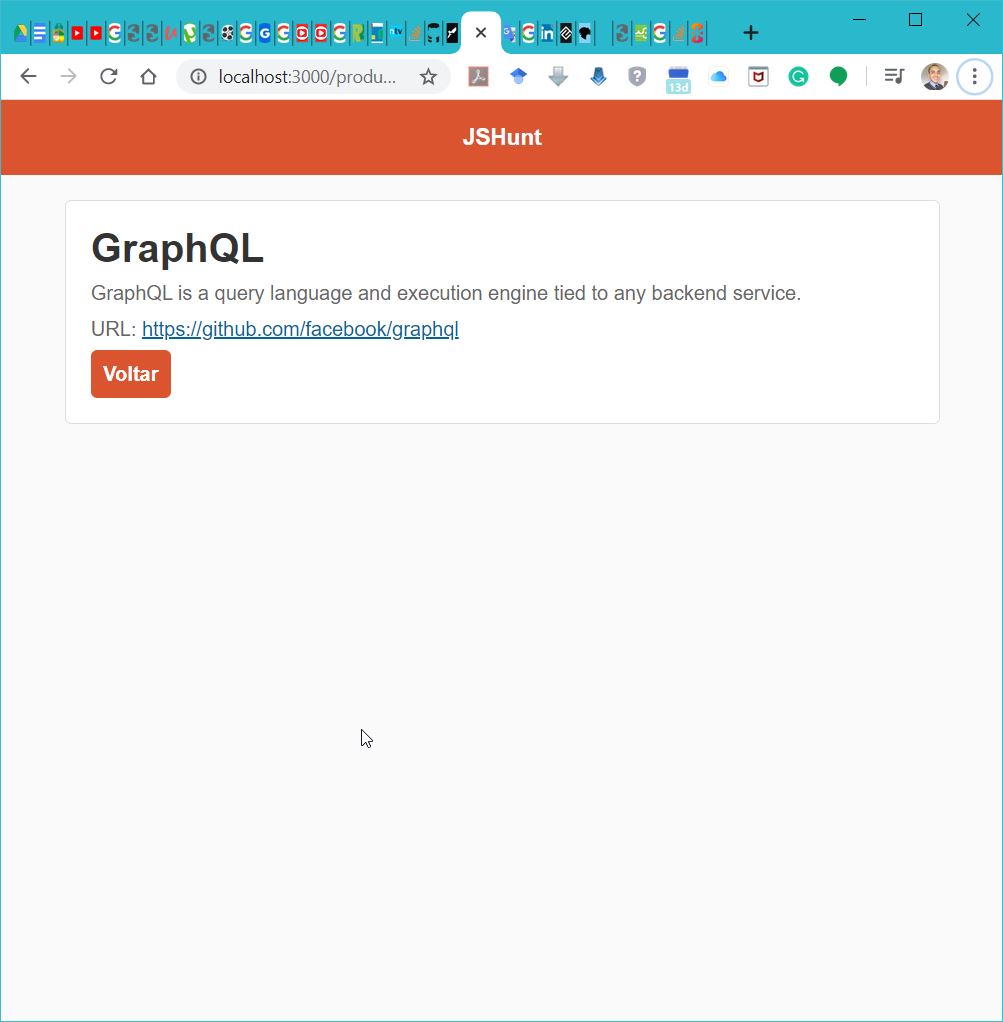 localhost:3000/produ...
13d
JSHunt
GraphQL
GraphQL is a query language and execution engine tied to any backend service.
URL: https://github.com/facebook/graphql
Voltar